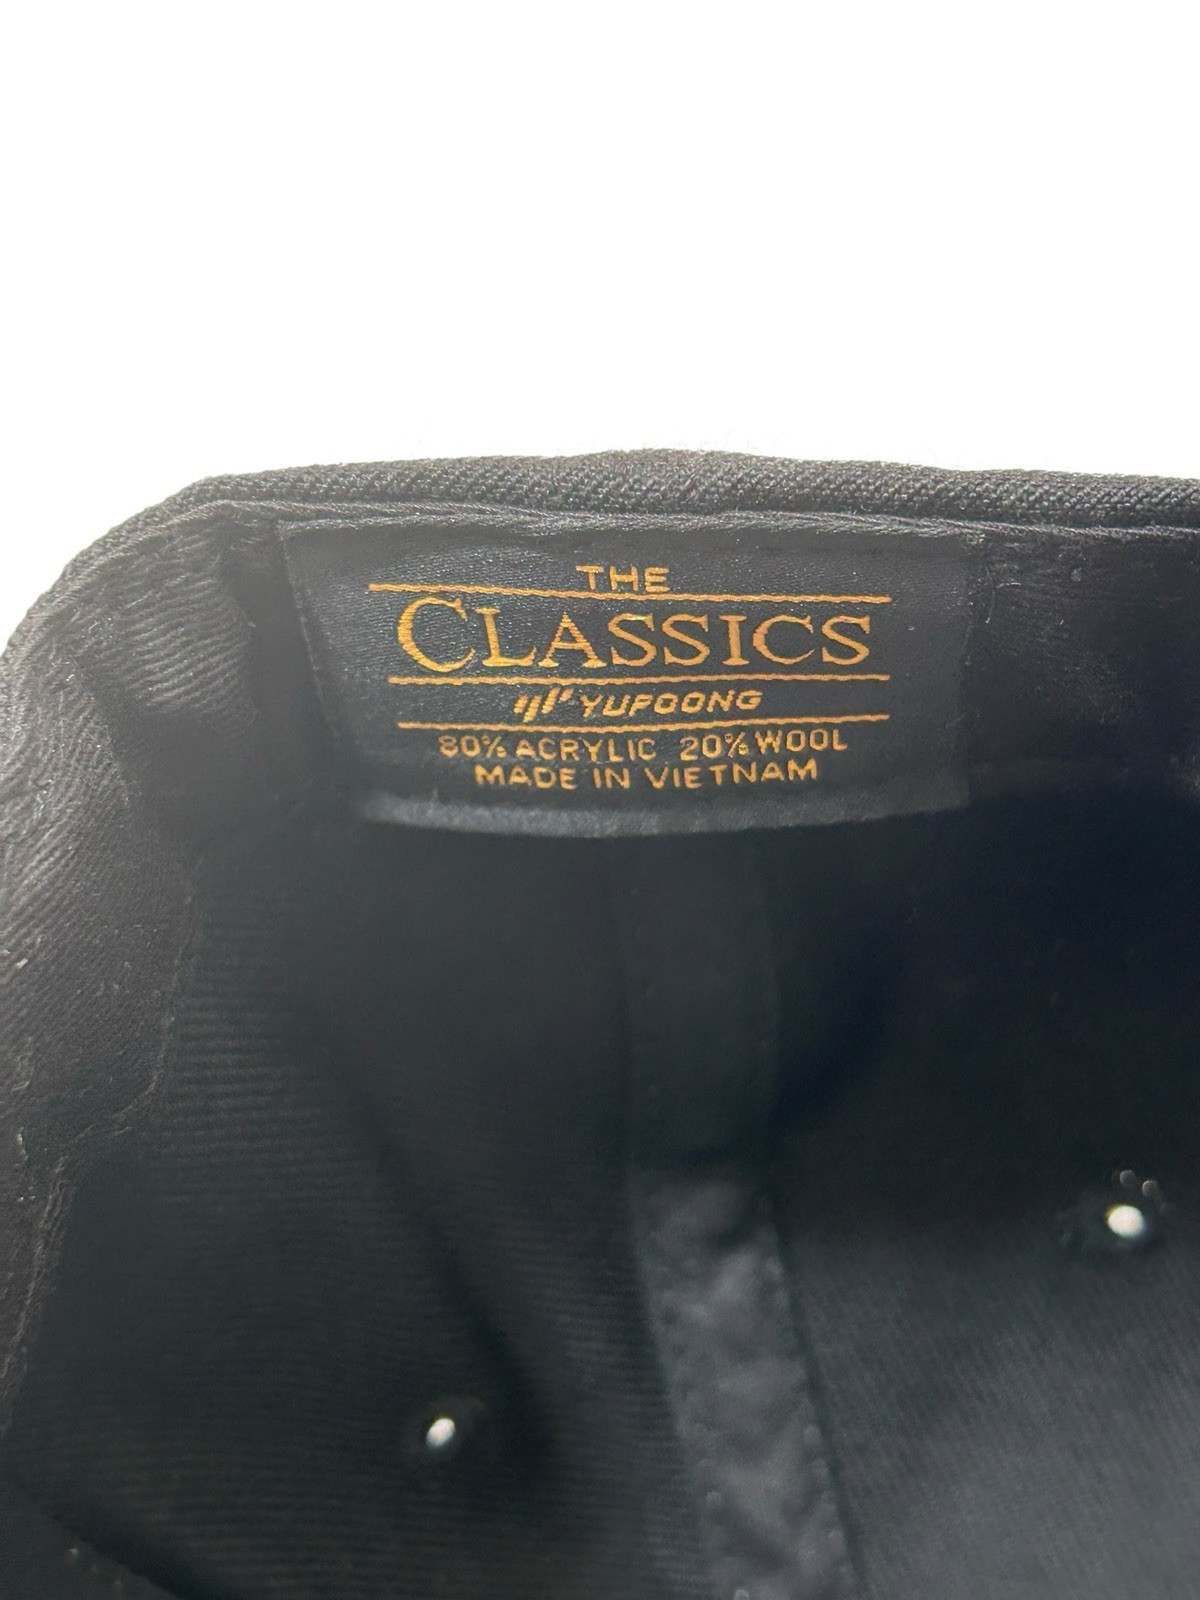 THE
CLASSICS
YUPOONG
80% ACRYLIC 20% WOOL
MADE IN VIETNAM